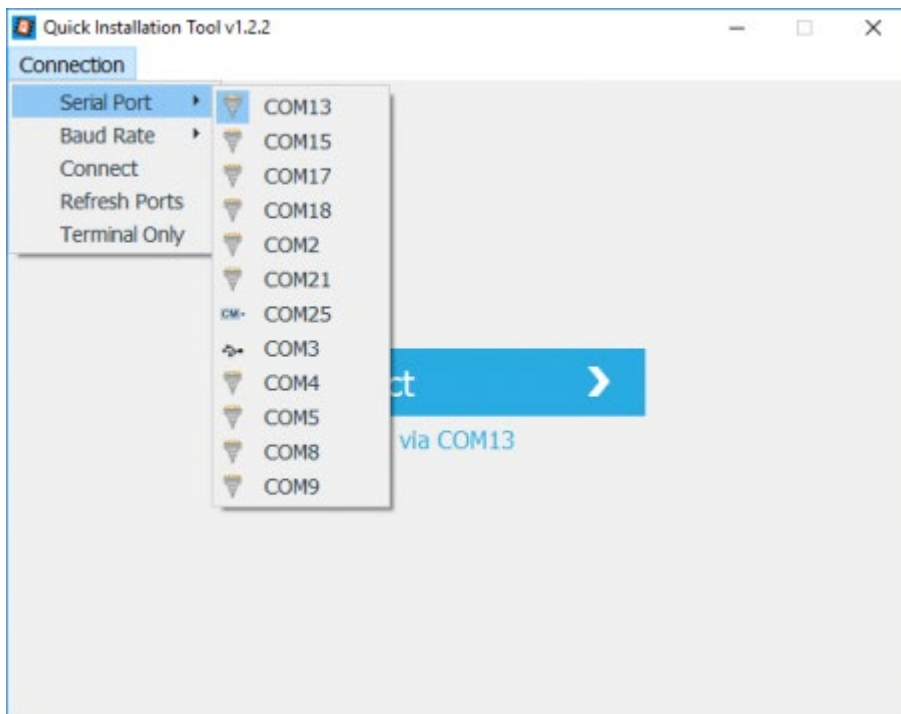 Quick Installation Tool v1.2.2
Connection
Serial Port
Baud Rate
Connect
Refresh Ports
Terminal Only
COM13
COM15
COM17
COM18
COM2
COM21
CM- COM25
COM3
COM4
COM5
COM8
COM9
ct
via COM13